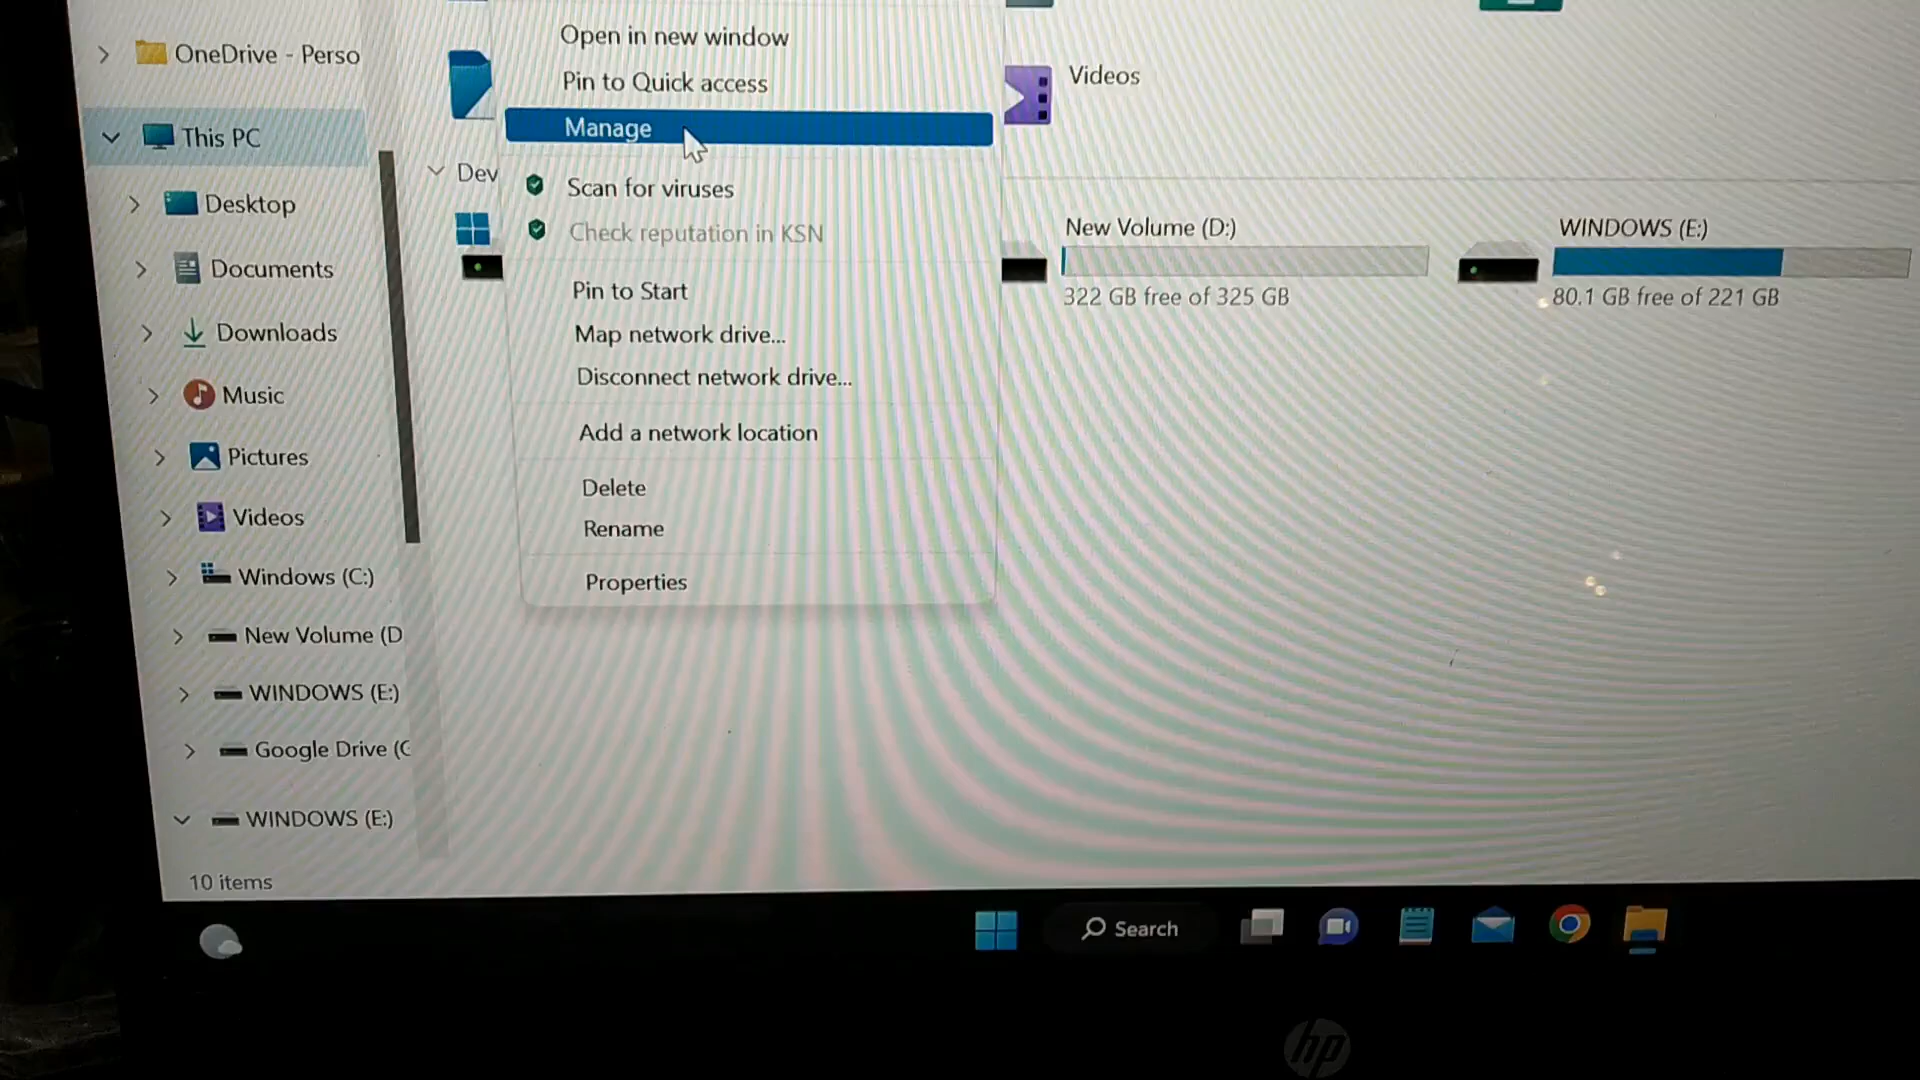 OneDrive - Perso
This PC
Desktop
Documents
Downloads
Music
Pictures
Videos
Windows (C:)
New Volume (D
WINDOWS (E:)
Google Drive (G
WINDOWS (E:)
10 items
Open in new window
Pin to Quick access
Manage
Scan for viruses
Check reputation in KSN
Pin to Start
Map network drive...
Disconnect network drive...
Add a network location
Delete
Rename
Properties
Dev
Videos
New Volume (D:)
322 GB free of 325 GB
WINDOWS (E:)
80.1 GB free of 221 GB
Search
hp